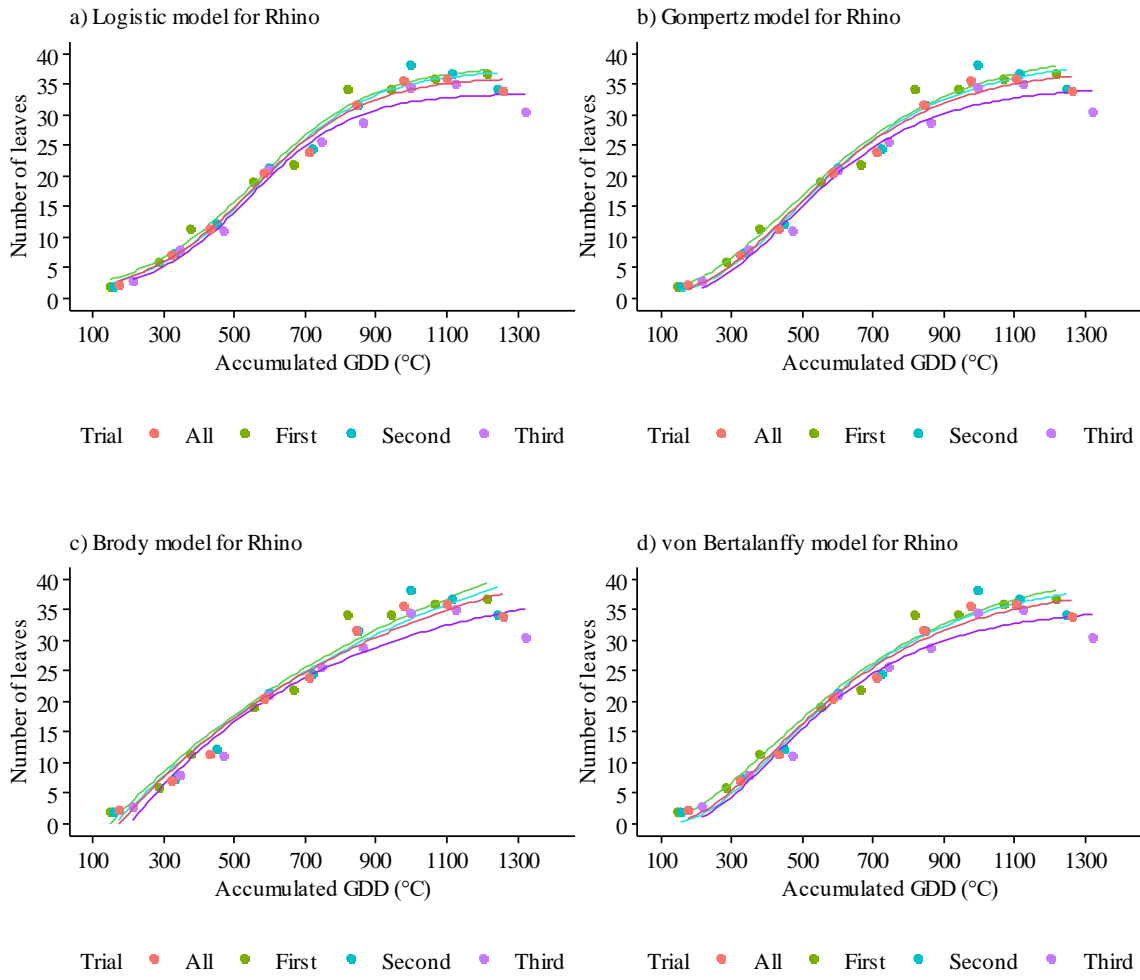 a) Logistic model for Rhino
Number of leaves
40
35
30
25
20
15
10
5
0
100 300 500 700 900 1100 1300
Accumulated GDD (°C)
Trial All First Second Third
b) Gompertz model for Rhino
Number of leaves
40
35
30
25
20
15
10
5
0
100 300 500 700 900 1100 1300
Accumulated GDD (°C)
Trial All First Second Third
c) Brody model for Rhino
Number of leaves
40
35
30
25
20
15
10
5
0
100 300 500 700 900 1100 1300
Accumulated GDD (°C)
Trial All First Second Third
d) von Bertalanffy model for Rhino
Number of leaves
40
35
30
25
20
15
10
5
0
100 300 500 700 900 1100 1300
Accumulated GDD (°C)
Trial All First Second Third